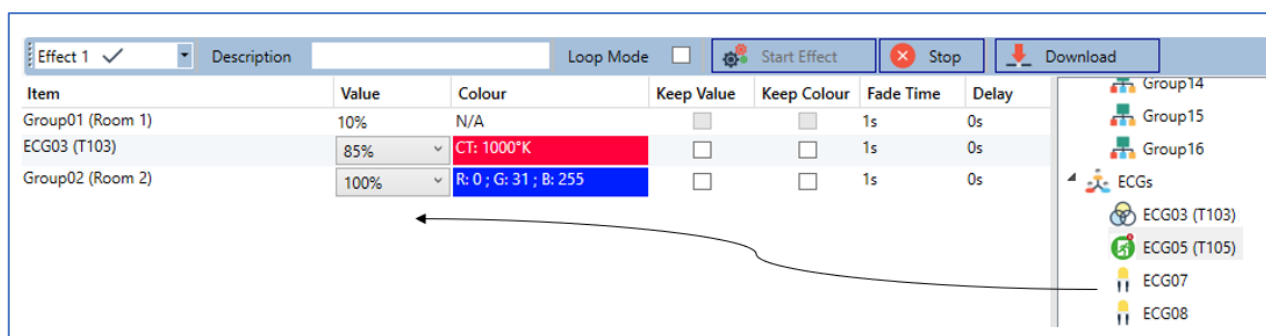 Effect 1 Description Loop Mode Start Effect Stop Download
Item Value Colour Keep Value Keep Colour Fade Time Delay
Group01 (Room 1) 10% N/A 1s 0s
ECG03 (T103) 85% CT: 1000°K 1s 0s
Group02 (Room 2) 100% R: 0 ; G: 31 ; B: 255 1s 0s
Group14
Group15
Group16
ECGs
ECG03 (T103)
ECG05 (T105)
ECG07
ECG08